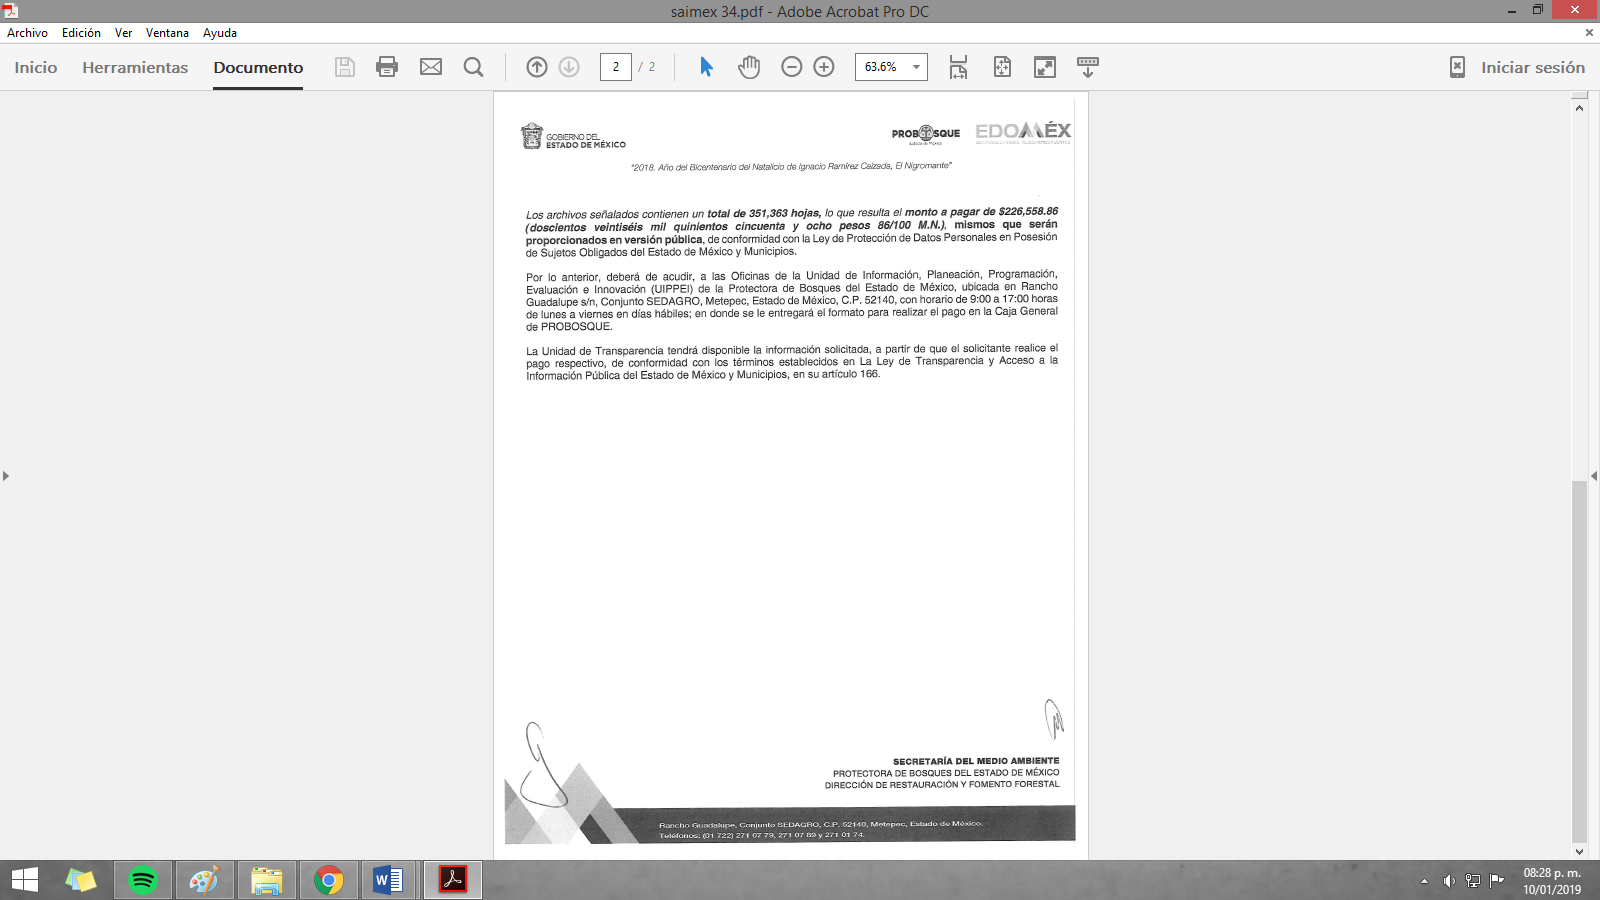 saimex 34.pdf - Adobe Acrobat Pro DC
Archivo Edición Ver Ventana Ayuda
Inicio Herramientas Documento 2 / 2 63.6% Iniciar sesión
GOBIERNO DEL
ESTADO DE MÉXICO
PROBOSQUE
Estado de México
EDOMÉX
"2018. Año del Bicentenario del Natalicio de Ignacio Ramírez Calzada, El Nigromante"
Los archivos señalados contienen un total de 351,363 hojas, lo que resulta el monto a pagar de $226,558.86
(doscientos veintiséis mil quinientos cincuenta y ocho pesos 86/100 M.N.), mismos que serán
proporcionados en versión pública, de conformidad con la Ley de Protección de Datos Personales en Posesión
de Sujetos Obligados del Estado de México y Municipios.
Por lo anterior, deberá de acudir, a las Oficinas de la Unidad de Información, Planeación, Programación,
Evaluación e Innovación (UIPPEI) de la Protectora de Bosques del Estado de México, ubicada en Rancho
Guadalupe s/n, Conjunto SEDAGRO, Metepec, Estado de México, C.P. 52140, con horario de 9:00 a 17:00 horas
de lunes a viernes en días hábiles; en donde se le entregará el formato para realizar el pago en la Caja General
de PROBOSQUE.
La Unidad de Transparencia tendrá disponible la información solicitada, a partir de que el solicitante realice el
pago respectivo, de conformidad con los términos establecidos en La Ley de Transparencia y Acceso a la
Información Pública del Estado de México y Municipios, en su artículo 166.
SECRETARÍA DEL MEDIO AMBIENTE
PROTECTORA DE BOSQUES DEL ESTADO DE MÉXICO
DIRECCIÓN DE RESTAURACIÓN Y FOMENTO FORESTAL
Rancho Guadalupe, Conjunto SEDAGRO, C.P. 52140, Metepec, Estado de México.
Teléfonos: (01 722) 271 07 79, 271 07 89 y 271 01 74.
08:28 p. m.
10/01/2019